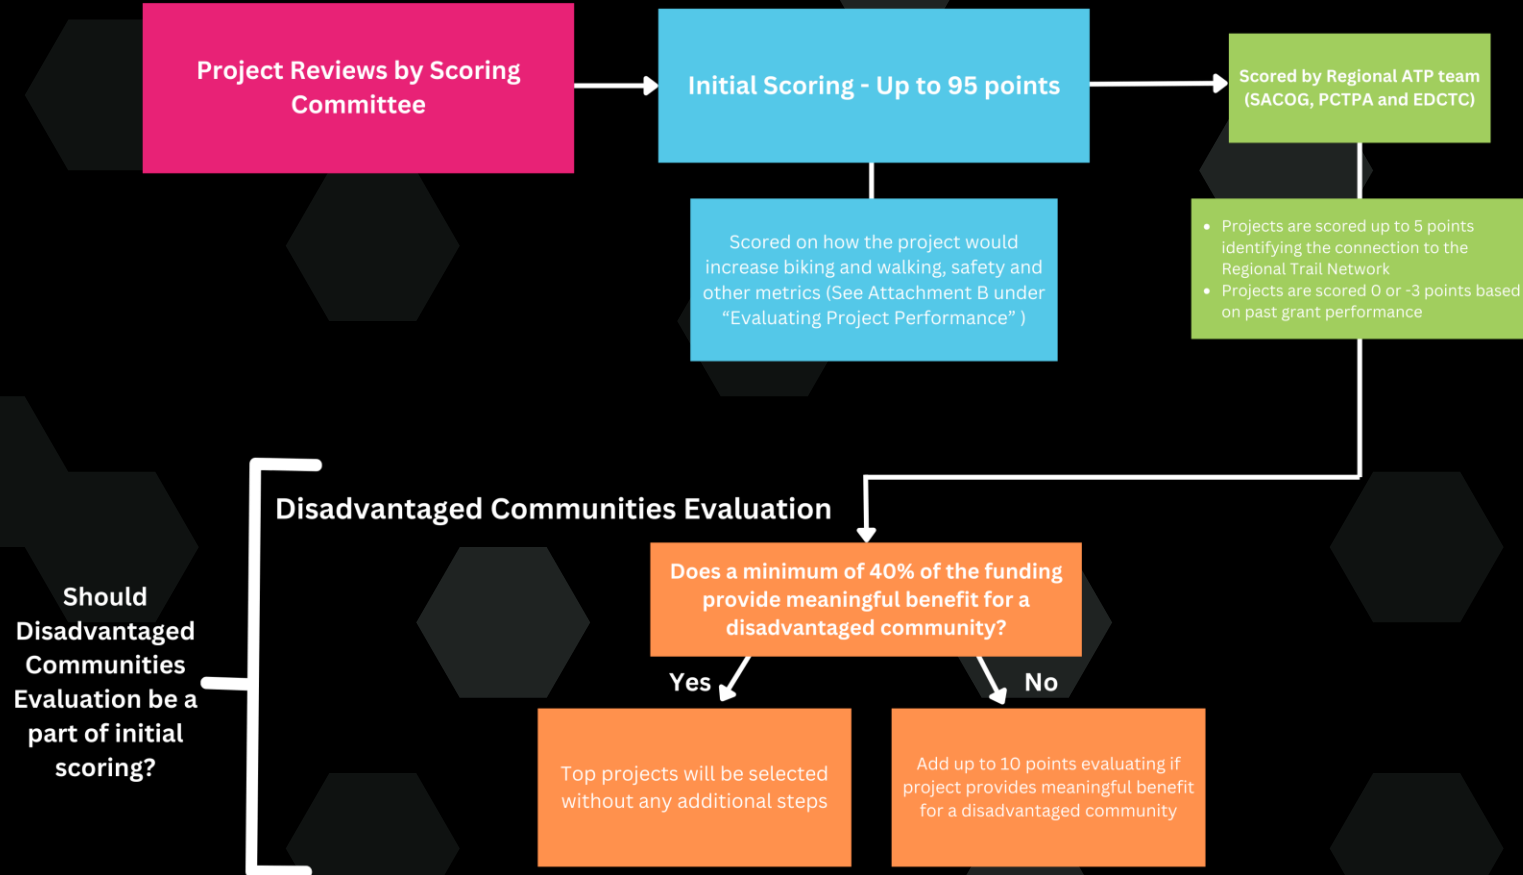 Project Reviews by Scoring
Committee
Initial Scoring - Up to 95 points
Scored by Regional ATP team
(SACOG, PCTPA and EDCTC)
Scored on how the project would
increase biking and walking, safety and
other metrics (See Attachment B under
“Evaluating Project Performance” )
• Projects are scored up to 5 points
identifying the connection to the
Regional Trail Network
• Projects are scored 0 or -3 points based
on past grant performance
Disadvantaged Communities Evaluation
Should
Disadvantaged
Communities
Evaluation be a
part of initial
scoring?
Does a minimum of 40% of the funding
provide meaningful benefit for a
disadvantaged community?
Yes
No
Top projects will be selected
without any additional steps
Add up to 10 points evaluating if
project provides meaningful benefit
for a disadvantaged community